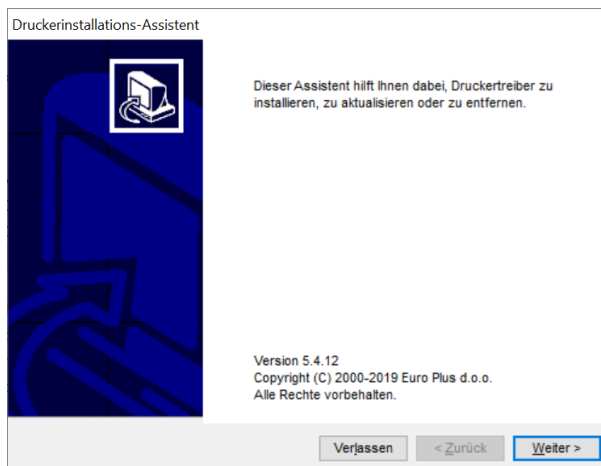 Druckerinstallations-Assistent
Dieser Assistent hilft Ihnen dabei, Druckertreiber zu
installieren, zu aktualisieren oder zu entfernen.
Version 5.4.12
Copyright (C) 2000-2019 Euro Plus d.o.o.
Alle Rechte vorbehalten.
Verlassen
< Zurück
Weiter >